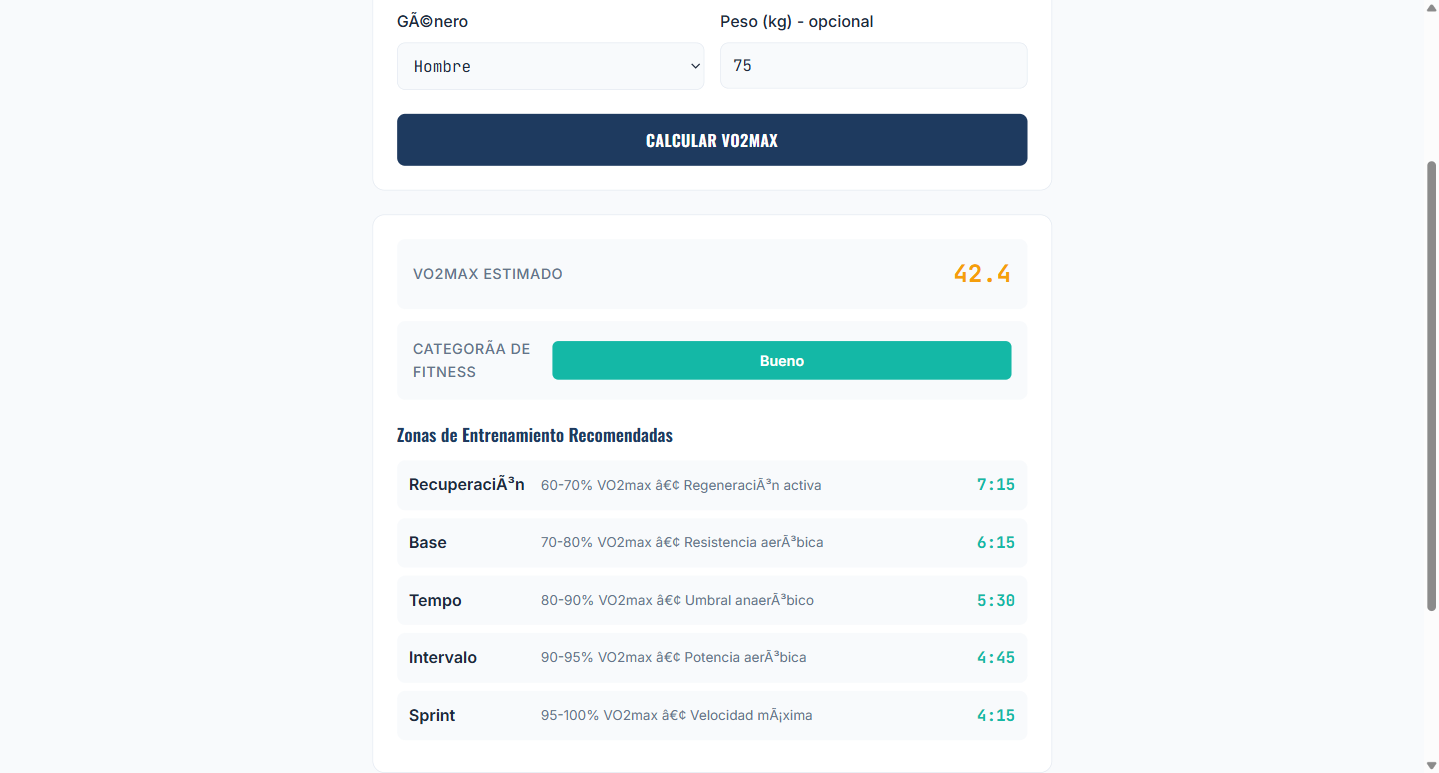 GÃ©nero
Peso (kg) - opcional
Hombre
75
CALCULAR VO2MAX
VO2MAX ESTIMADO
42.4
CATEGORÃA DE
FITNESS
Bueno
Zonas de Entrenamiento Recomendadas
RecuperaciÃ³n 60-70% VO2max â€¢ RegeneraciÃ³n activa 7:15
Base 70-80% VO2max â€¢ Resistencia aerÃ³bica 6:15
Tempo 80-90% VO2max â€¢ Umbral anaerÃ³bico 5:30
Intervalo 90-95% VO2max â€¢ Potencia aerÃ³bica 4:45
Sprint 95-100% VO2max â€¢ Velocidad mÃ¡xima 4:15